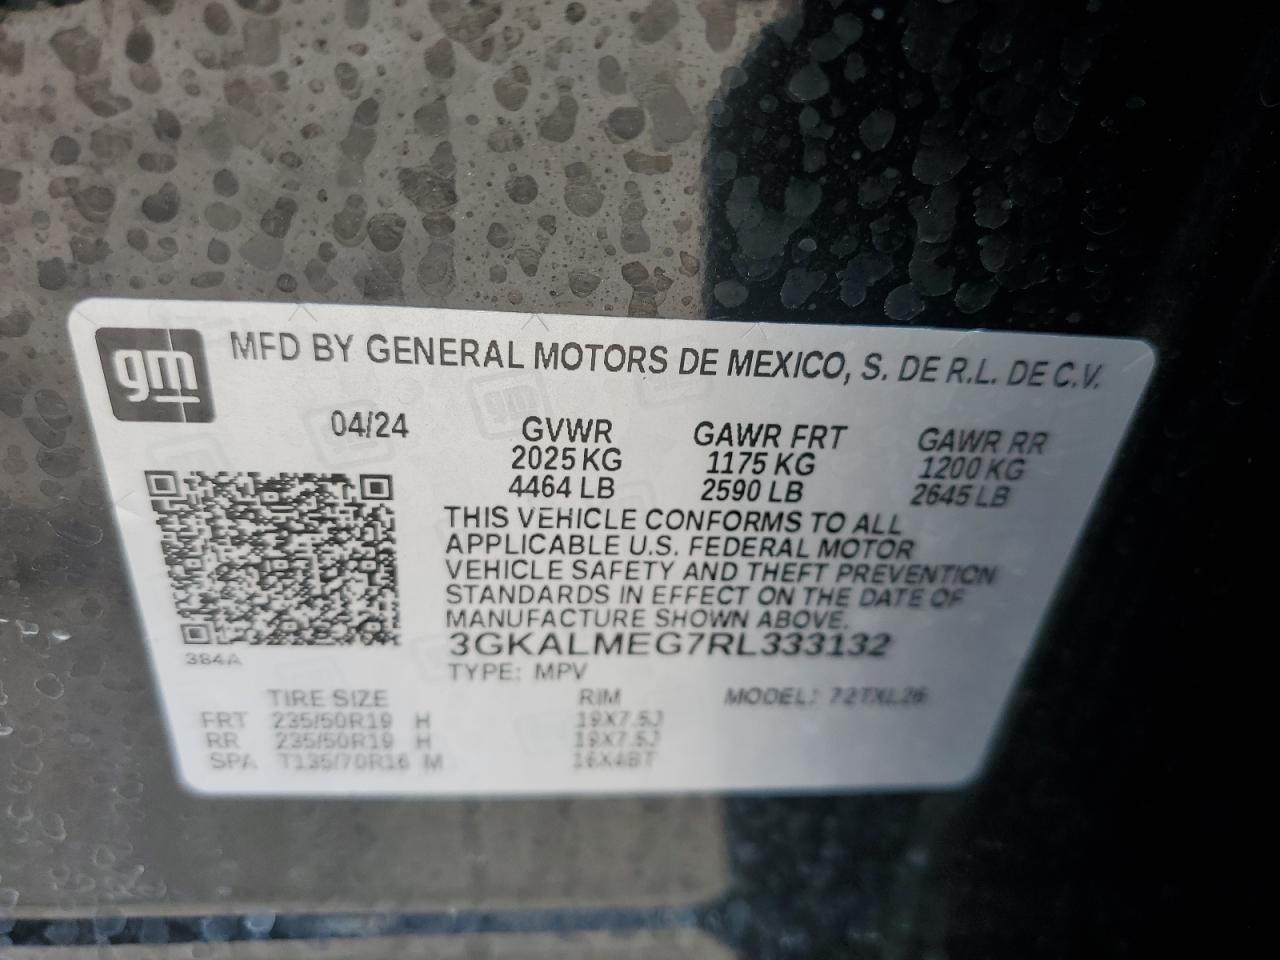 gm
MFD BY GENERAL MOTORS DE MEXICO, S. DE R.L. DE C.V.
04/24
GVWR GAWR FRT GAWR RR
2025 KG 1175 KG 1200 KG
4464 LB 2590 LB 2645 LB
THIS VEHICLE CONFORMS TO ALL
APPLICABLE U.S. FEDERAL MOTOR
VEHICLE SAFETY AND THEFT PREVENTION
STANDARDS IN EFFECT ON THE DATE OF
MANUFACTURE SHOWN ABOVE.
3GKALMEG7RL333132
384A
TYPE: MPV
TIRE SIZE RIM MODEL: 72TXL26
FRT 235/50R19 H 19X7.5J
RR 235/50R19 H 19X7.5J
SPA T135/70R16 M 16X4BT